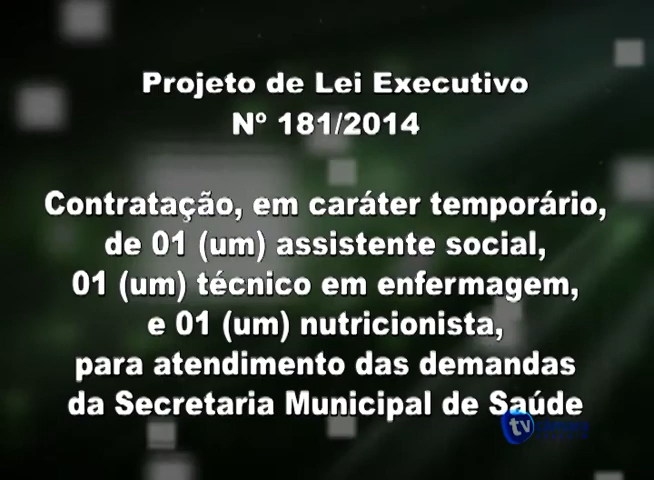 Projeto de Lei Executivo
Nº 181/2014
Contratação, em caráter temporário,
de 01 (um) assistente social,
01 (um) técnico em enfermagem,
e 01 (um) nutricionista,
para atendimento das demandas
da Secretaria Municipal de Saúde
tv